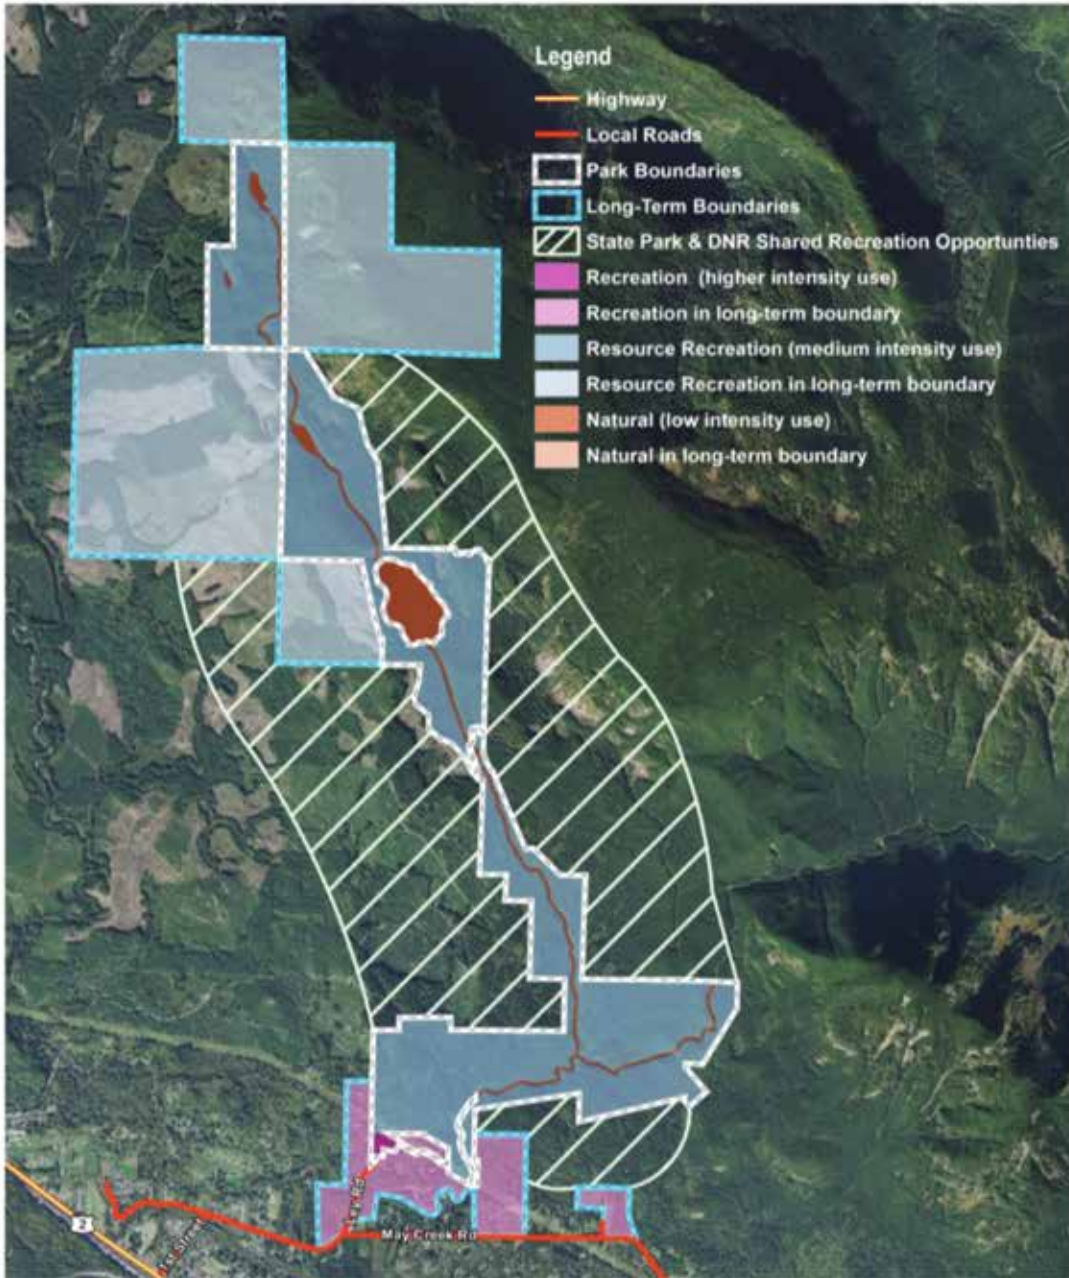 Legend
Highway
Local Roads
Park Boundaries
Long-Term Boundaries
State Park & DNR Shared Recreation Opportunties
Recreation (higher intensity use)
Recreation in long-term boundary
Resource Recreation (medium intensity use)
Resource Recreation in long-term boundary
Natural (low intensity use)
Natural in long-term boundary
2
1st Street
May Creek Rd